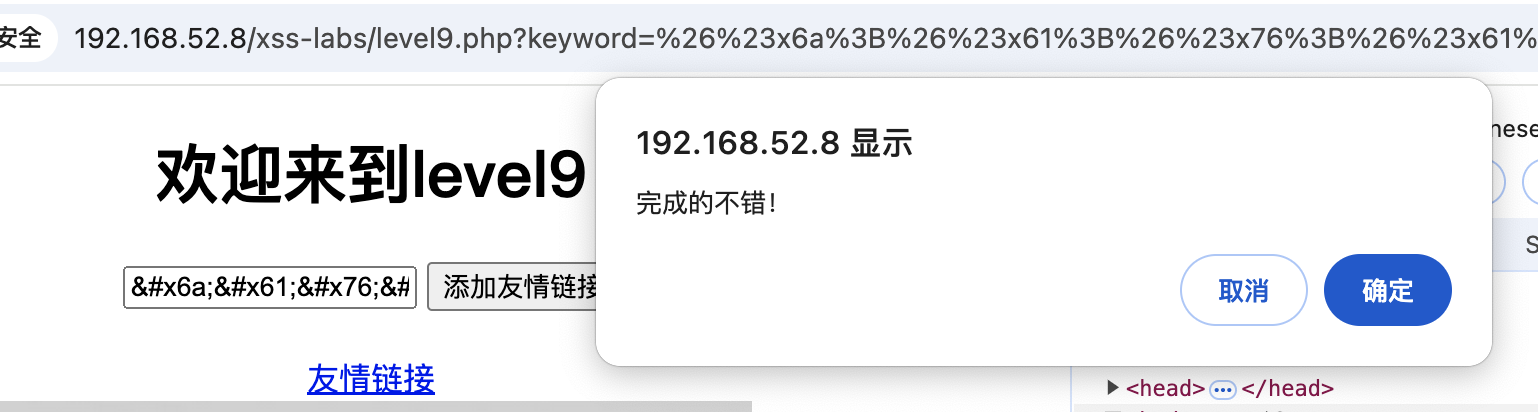 安全 192.168.52.8/xss-labs/level9.php?keyword=%26%23x6a%3B%26%23x61%3B%26%23x76%3B%26%23x61%
192.168.52.8 显示
完成的不错！
取消 确定
欢迎来到level9
&#x6a;&#x61;&#x76;&# 添加友情链接
友情链接
<head>…</head>